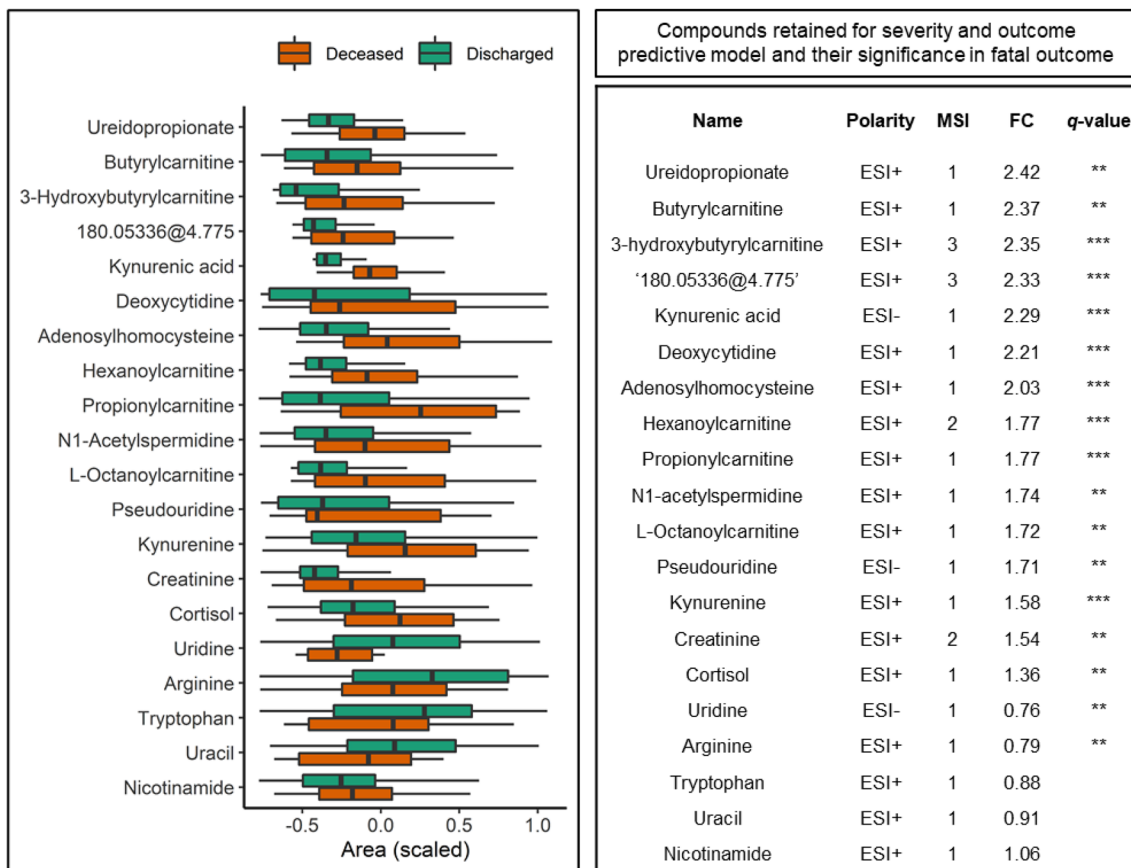 Deceased Discharged
Ureidopropionate
Butyrylcarnitine
3-Hydroxybutyrylcarnitine
180.05336@4.775
Kynurenic acid
Deoxycytidine
Adenosylhomocysteine
Hexanoylcarnitine
Propionylcarnitine
N1-Acetylspermidine
L-Octanoylcarnitine
Pseudouridine
Kynurenine
Creatinine
Cortisol
Uridine
Arginine
Tryptophan
Uracil
Nicotinamide
-0.5 0.0 0.5 1.0
Area (scaled)
Compounds retained for severity and outcome
predictive model and their significance in fatal outcome
Name Polarity MSI FC q-value
Ureidopropionate ESI+ 1 2.42 **
Butyrylcarnitine ESI+ 1 2.37 **
3-hydroxybutyrylcarnitine ESI+ 3 2.35 ***
‘180.05336@4.775’ ESI+ 3 2.33 ***
Kynurenic acid ESI- 1 2.29 ***
Deoxycytidine ESI+ 1 2.21 ***
Adenosylhomocysteine ESI+ 1 2.03 ***
Hexanoylcarnitine ESI+ 2 1.77 ***
Propionylcarnitine ESI+ 1 1.77 ***
N1-acetylspermidine ESI+ 1 1.74 **
L-Octanoylcarnitine ESI+ 1 1.72 **
Pseudouridine ESI- 1 1.71 **
Kynurenine ESI+ 1 1.58 ***
Creatinine ESI+ 2 1.54 **
Cortisol ESI+ 1 1.36 **
Uridine ESI- 1 0.76 **
Arginine ESI+ 1 0.79 **
Tryptophan ESI+ 1 0.88
Uracil ESI+ 1 0.91
Nicotinamide ESI+ 1 1.06